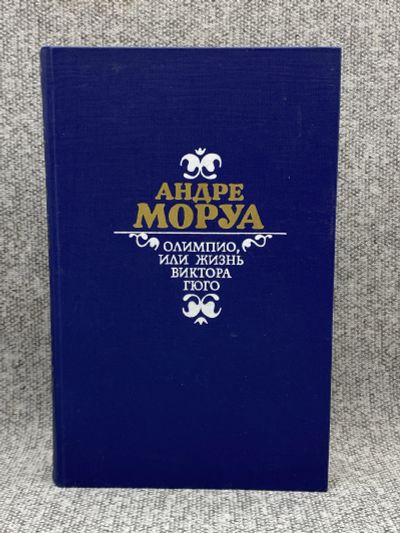 АНДРЕ
МОРУА
ОЛИМПИО,
ИЛИ ЖИЗНЬ
ВИКТОРА
ГЮГО